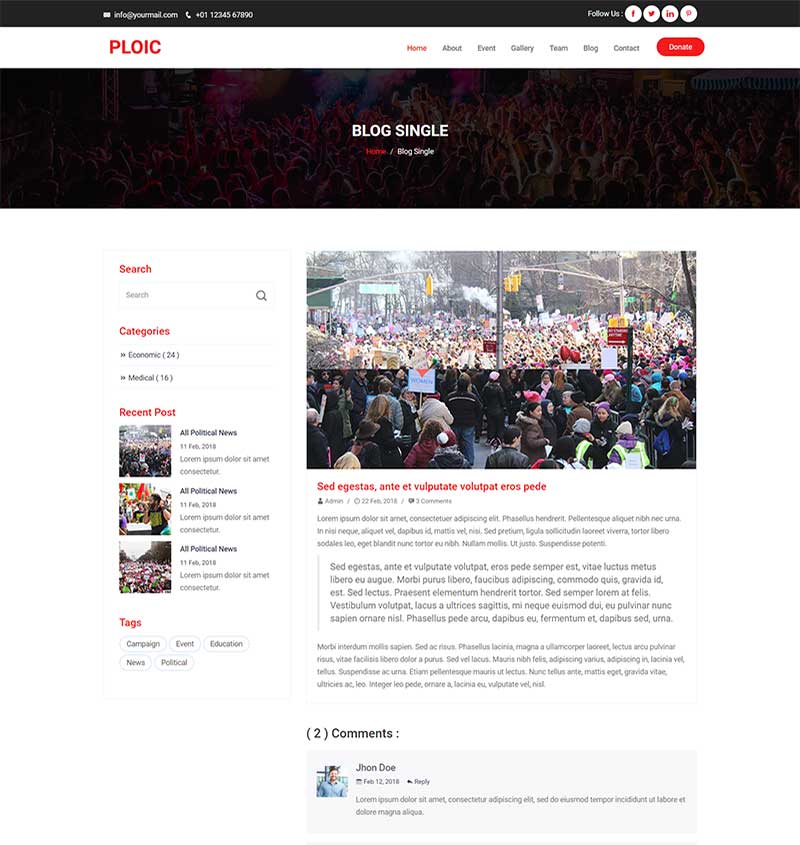 info@yourmail.com +01 12345 67890 Follow Us :
PLOIC Home About Event Gallery Team Blog Contact Donate
BLOG SINGLE
Home / Blog Single
Search
Search
Categories
» Economic ( 24 )
» Medical ( 16 )
Recent Post
All Political News
11 Feb, 2018
Lorem ipsum dolor sit amet
consectetur.
All Political News
11 Feb, 2018
Lorem ipsum dolor sit amet
consectetur.
All Political News
11 Feb, 2018
Lorem ipsum dolor sit amet
consectetur.
Tags
Campaign Event Education
News Political
WOMEN
Sed egestas, ante et vulputate volutpat eros pede
Admin / 22 Feb, 2018 / 3 Comments
Lorem ipsum dolor sit amet, consectetuer adipiscing elit. Phasellus hendrerit. Pellentesque aliquet nibh nec urna.
In nisi neque, aliquet vel, dapibus id, mattis vel, nisi. Sed pretium, ligula sollicitudin laoreet viverra, tortor libero
sodales leo, eget blandit nunc tortor eu nibh. Nullam mollis. Ut justo. Suspendisse potenti.
Sed egestas, ante et vulputate volutpat, eros pede semper est, vitae luctus metus
libero eu augue. Morbi purus libero, faucibus adipiscing, commodo quis, gravida id,
est. Sed lectus. Praesent elementum hendrerit tortor. Sed semper lorem at felis.
Vestibulum volutpat, lacus a ultrices sagittis, mi neque euismod dui, eu pulvinar nunc
sapien ornare nisl. Phasellus pede arcu, dapibus eu, fermentum et, dapibus sed, urna.
Morbi interdum mollis sapien. Sed ac risus. Phasellus lacinia, magna a ullamcorper laoreet, lectus arcu pulvinar
risus, vitae facilisis libero dolor a purus. Sed vel lacus. Mauris nibh felis, adipiscing varius, adipiscing in, lacinia vel,
tellus. Suspendisse ac urna. Etiam pellentesque mauris ut lectus. Nunc tellus ante, mattis eget, gravida vitae,
ultricies ac, leo. Integer leo pede, ornare a, lacinia eu, vulputate vel, nisl.
( 2 ) Comments :
Jhon Doe
Feb 12, 2018 Reply
Lorem ipsum dolor sit amet, consectetur adipiscing elit, sed do eiusmod tempor incididunt ut labore et
dolore magna aliqua.